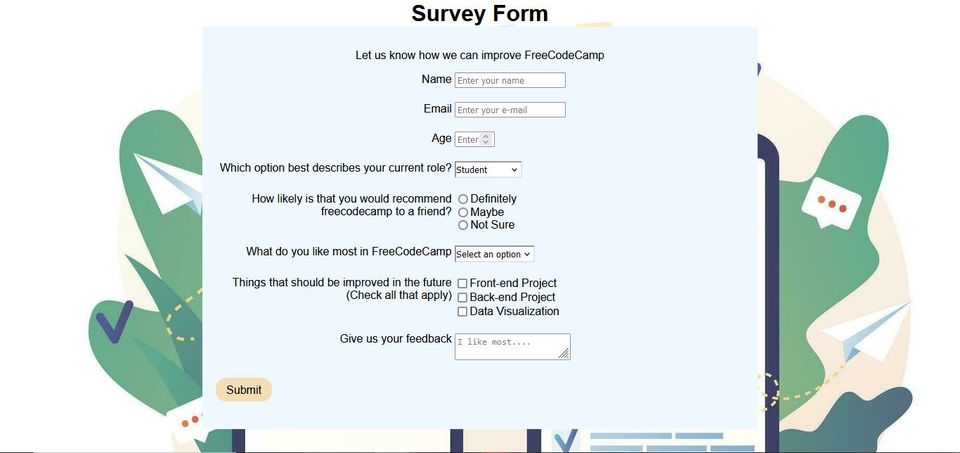 Survey Form
Let us know how we can improve FreeCodeCamp
Name Enter your name
Email Enter your e-mail
Age Enter
Which option best describes your current role? Student
How likely is that you would recommend
freecodecamp to a friend?
Definitely
Maybe
Not Sure
What do you like most in FreeCodeCamp Select an option
Things that should be improved in the future
(Check all that apply)
Front-end Project
Back-end Project
Data Visualization
Give us your feedback I like most....
Submit